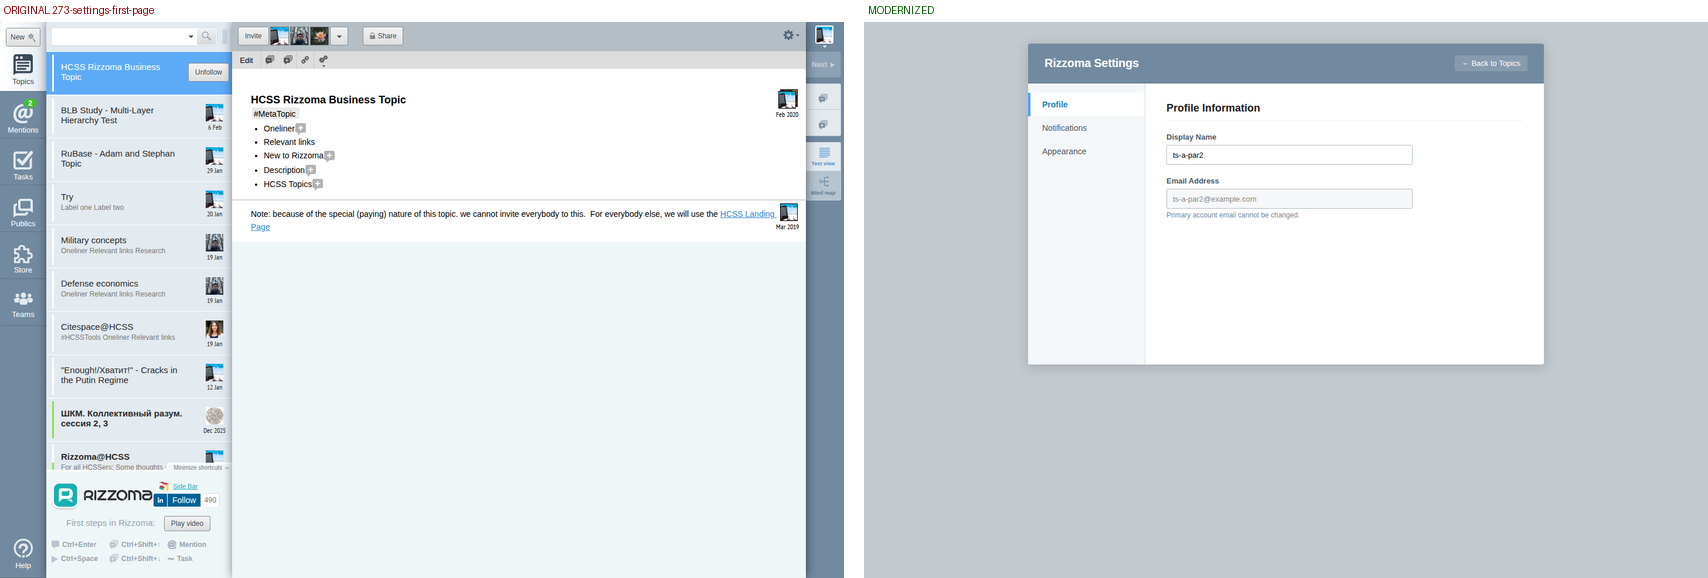 ORIGINAL 273-settings-first-page
New
Topics
2
Mentions
Tasks
Publics
Store
Teams
Help
HCSS Rizzoma Business
Topic
Unfollow
BLB Study - Multi-Layer
Hierarchy Test
6 Feb
RuBase - Adam and Stephan
Topic
29 Jan
Try
Label one Label two
20 Jan
Military concepts
Oneliner Relevant links Research
19 Jan
Defense economics
Oneliner Relevant links Research
19 Jan
Citespace@HCSS
#HCSSTools Oneliner Relevant links
19 Jan
"Enough!/Хватит!" - Cracks in
the Putin Regime
12 Jan
ШКМ. Коллективный разум.
сессия 2, 3
Dec 2025
Rizzoma@HCSS
For all HCSSers: Some thoughts
Minimize shortcuts
RIZZOMA
Side Bar
in Follow 490
First steps in Rizzoma: Play video
Ctrl+Enter Ctrl+Shift+↑ @ Mention
Ctrl+Space Ctrl+Shift+↓ ~ Task
Invite
Share
Edit
HCSS Rizzoma Business Topic
#MetaTopic
Feb 2020
• Oneliner
• Relevant links
• New to Rizzoma
• Description
• HCSS Topics
Note: because of the special (paying) nature of this topic. we cannot invite everybody to this. For everybody else, we will use the HCSS Landing
Page
Mar 2019
Next
Text view
Mind map
MODERNIZED
Rizzoma Settings
← Back to Topics
Profile
Notifications
Appearance
Profile Information
Display Name
ts-a-par2
Email Address
ts-a-par2@example.com
Primary account email cannot be changed.